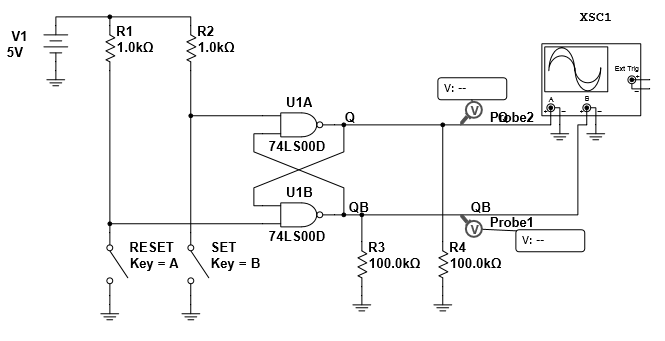 XSC1
V1
5V
R1
1.0kΩ
R2
1.0kΩ
Ext Trig
+
-
A
B
+ -
+ -
V: --
V
Probe2
Q
U1A
Q
74LS00D
U1B
QB
QB
74LS00D
Probe1
V
V: --
RESET
Key = A
SET
Key = B
R3
100.0kΩ
R4
100.0kΩ